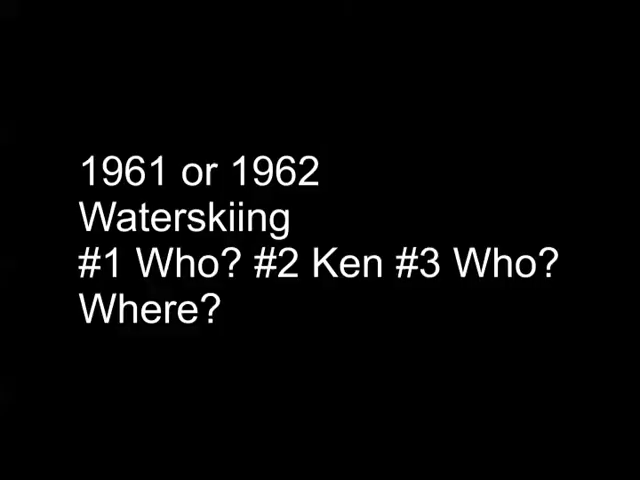 1961 or 1962
Waterskiing
#1 Who? #2 Ken #3 Who?
Where?